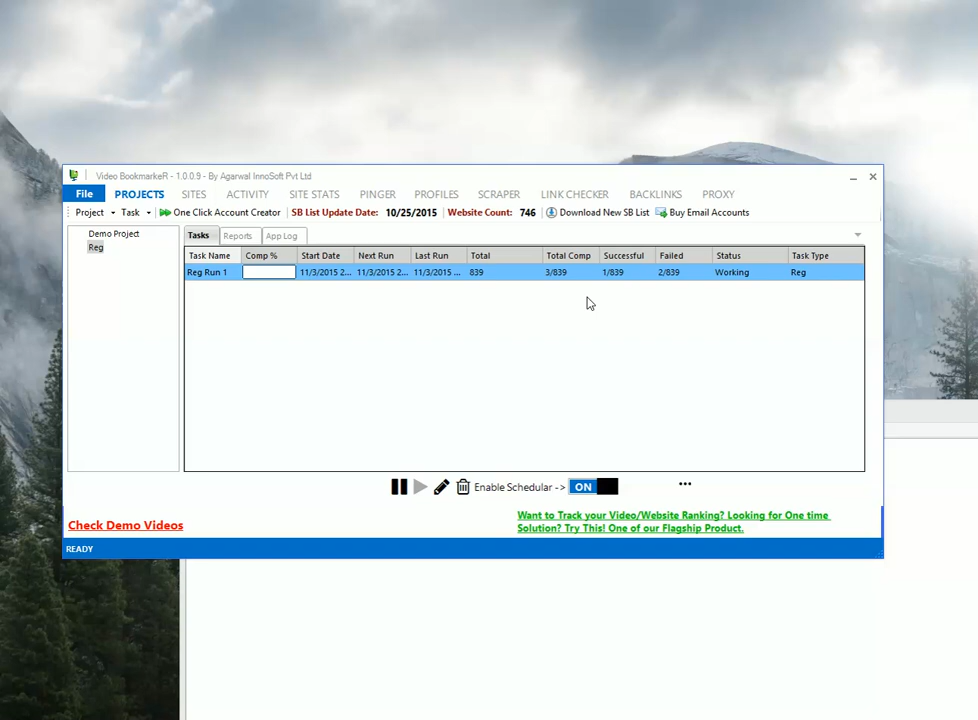 Video BookmarkeR - 1.0.0.9 - By Agarwal InnoSoft Pvt Ltd
File PROJECTS SITES ACTIVITY SITE STATS PINGER PROFILES SCRAPER LINK CHECKER BACKLINKS PROXY
Project Task One Click Account Creator SB List Update Date: 10/25/2015 Website Count: 746 Download New SB List Buy Email Accounts
Demo Project
Reg
Tasks Reports App Log
Task Name Comp % Start Date Next Run Last Run Total Total Comp Successful Failed Status Task Type
Reg Run 1 11/3/2015 2... 11/3/2015 2... 11/3/2015 ... 839 3/839 1/839 2/839 Working Reg
Enable Schedular -> ON ...
Check Demo Videos
Want to Track your Video/Website Ranking? Looking for One time
Solution? Try This! One of our Flagship Product.
READY